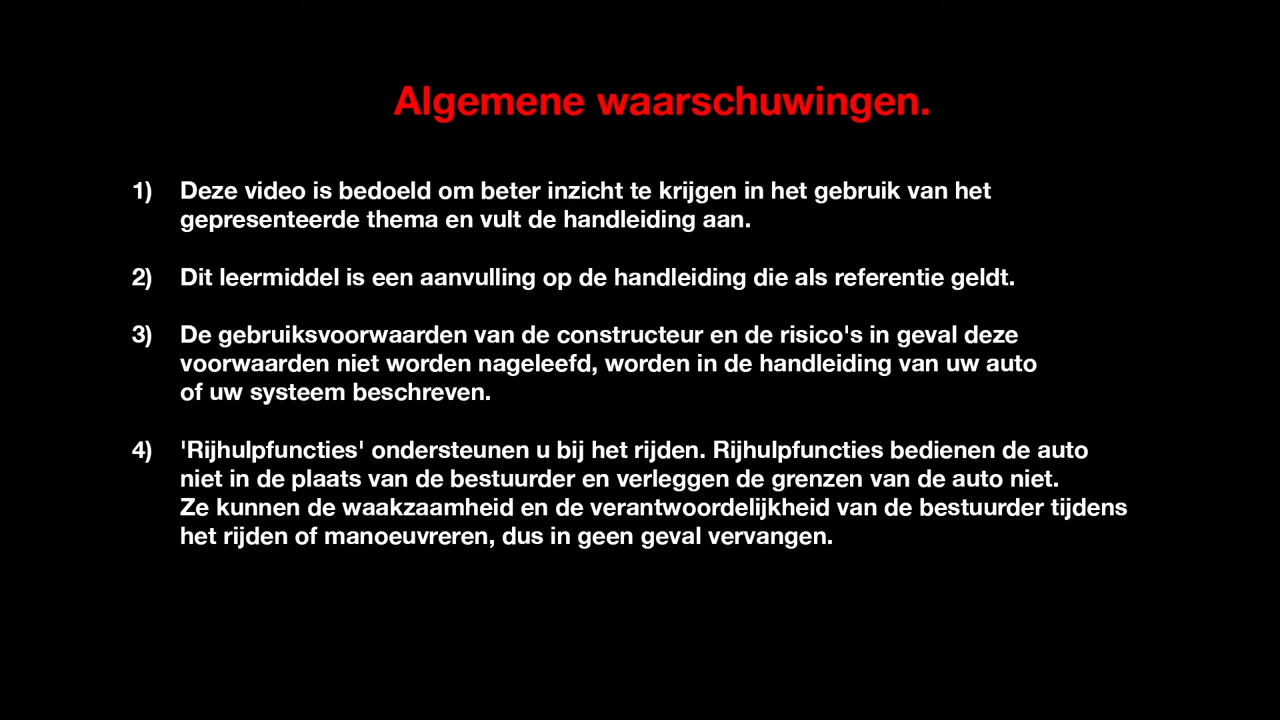 Algemene waarschuwingen.
1) Deze video is bedoeld om beter inzicht te krijgen in het gebruik van het
gepresenteerde thema en vult de handleiding aan.
2) Dit leermiddel is een aanvulling op de handleiding die als referentie geldt.
3) De gebruiksvoorwaarden van de constructeur en de risico's in geval deze
voorwaarden niet worden nageleefd, worden in de handleiding van uw auto
of uw systeem beschreven.
4) 'Rijhulpfuncties' ondersteunen u bij het rijden. Rijhulpfuncties bedienen de auto
niet in de plaats van de bestuurder en verleggen de grenzen van de auto niet.
Ze kunnen de waakzaamheid en de verantwoordelijkheid van de bestuurder tijdens
het rijden of manoeuvreren, dus in geen geval vervangen.